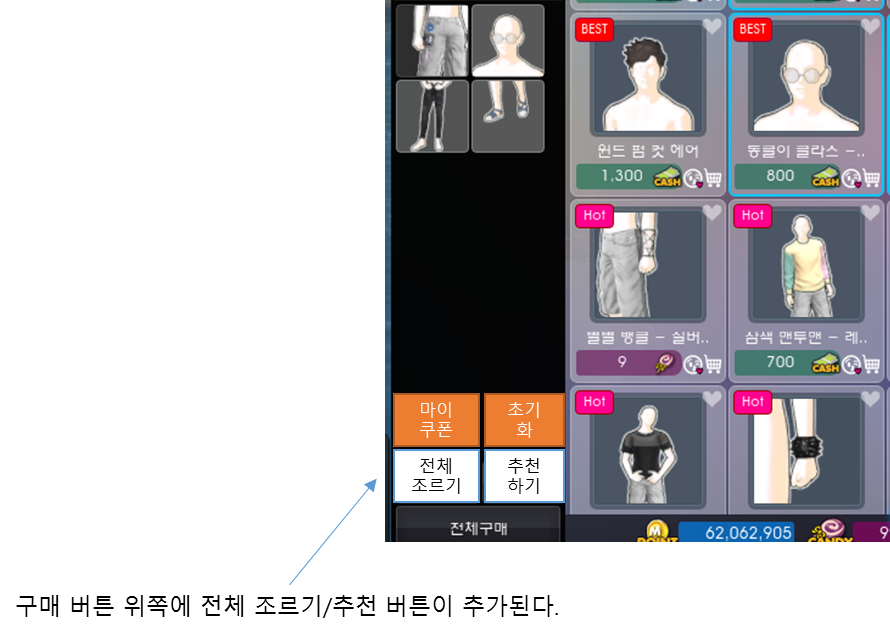 BEST
BEST
윈드 펌 컷 헤어
동글이 글라스 -..
1,300
CASH
800
CASH
Hot
Hot
별별 뱅글 - 실버..
삼색 맨투맨 - 레..
9
700
CASH
마이
쿠폰
초기
화
Hot
Hot
전체
조르기
추천
하기
전체구매
M
POINT
62,062,905
CANDY
9
구매 버튼 위쪽에 전체 조르기/추천 버튼이 추가된다.